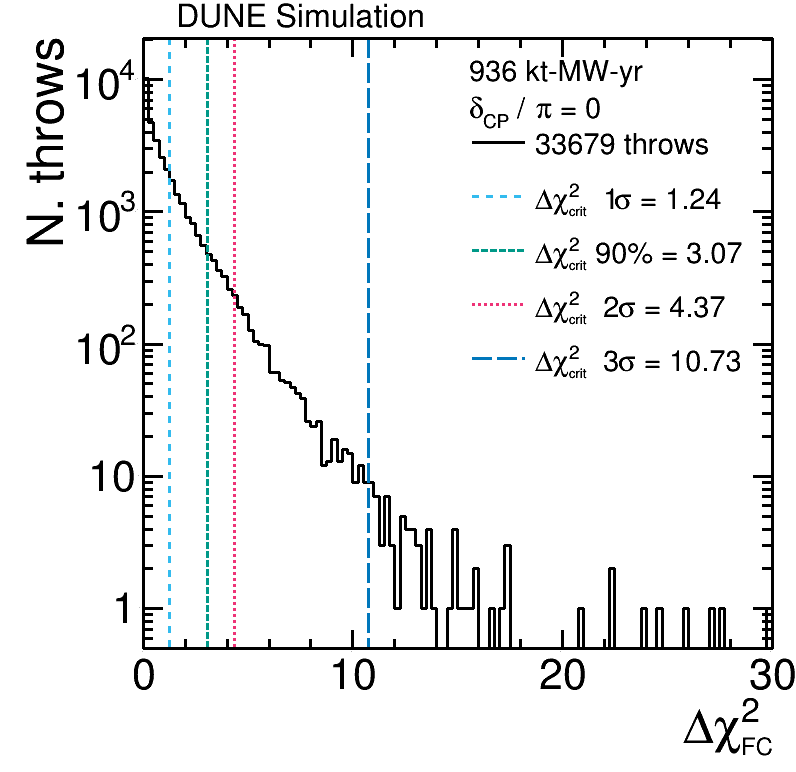 DUNE Simulation
936 kt-MW-yr
δCP / π = 0
33679 throws
Δχ²crit 1σ = 1.24
Δχ²crit 90% = 3.07
Δχ²crit 2σ = 4.37
Δχ²crit 3σ = 10.73
N. throws
10⁴
10³
10²
10
1
0 10 20 30
Δχ²FC